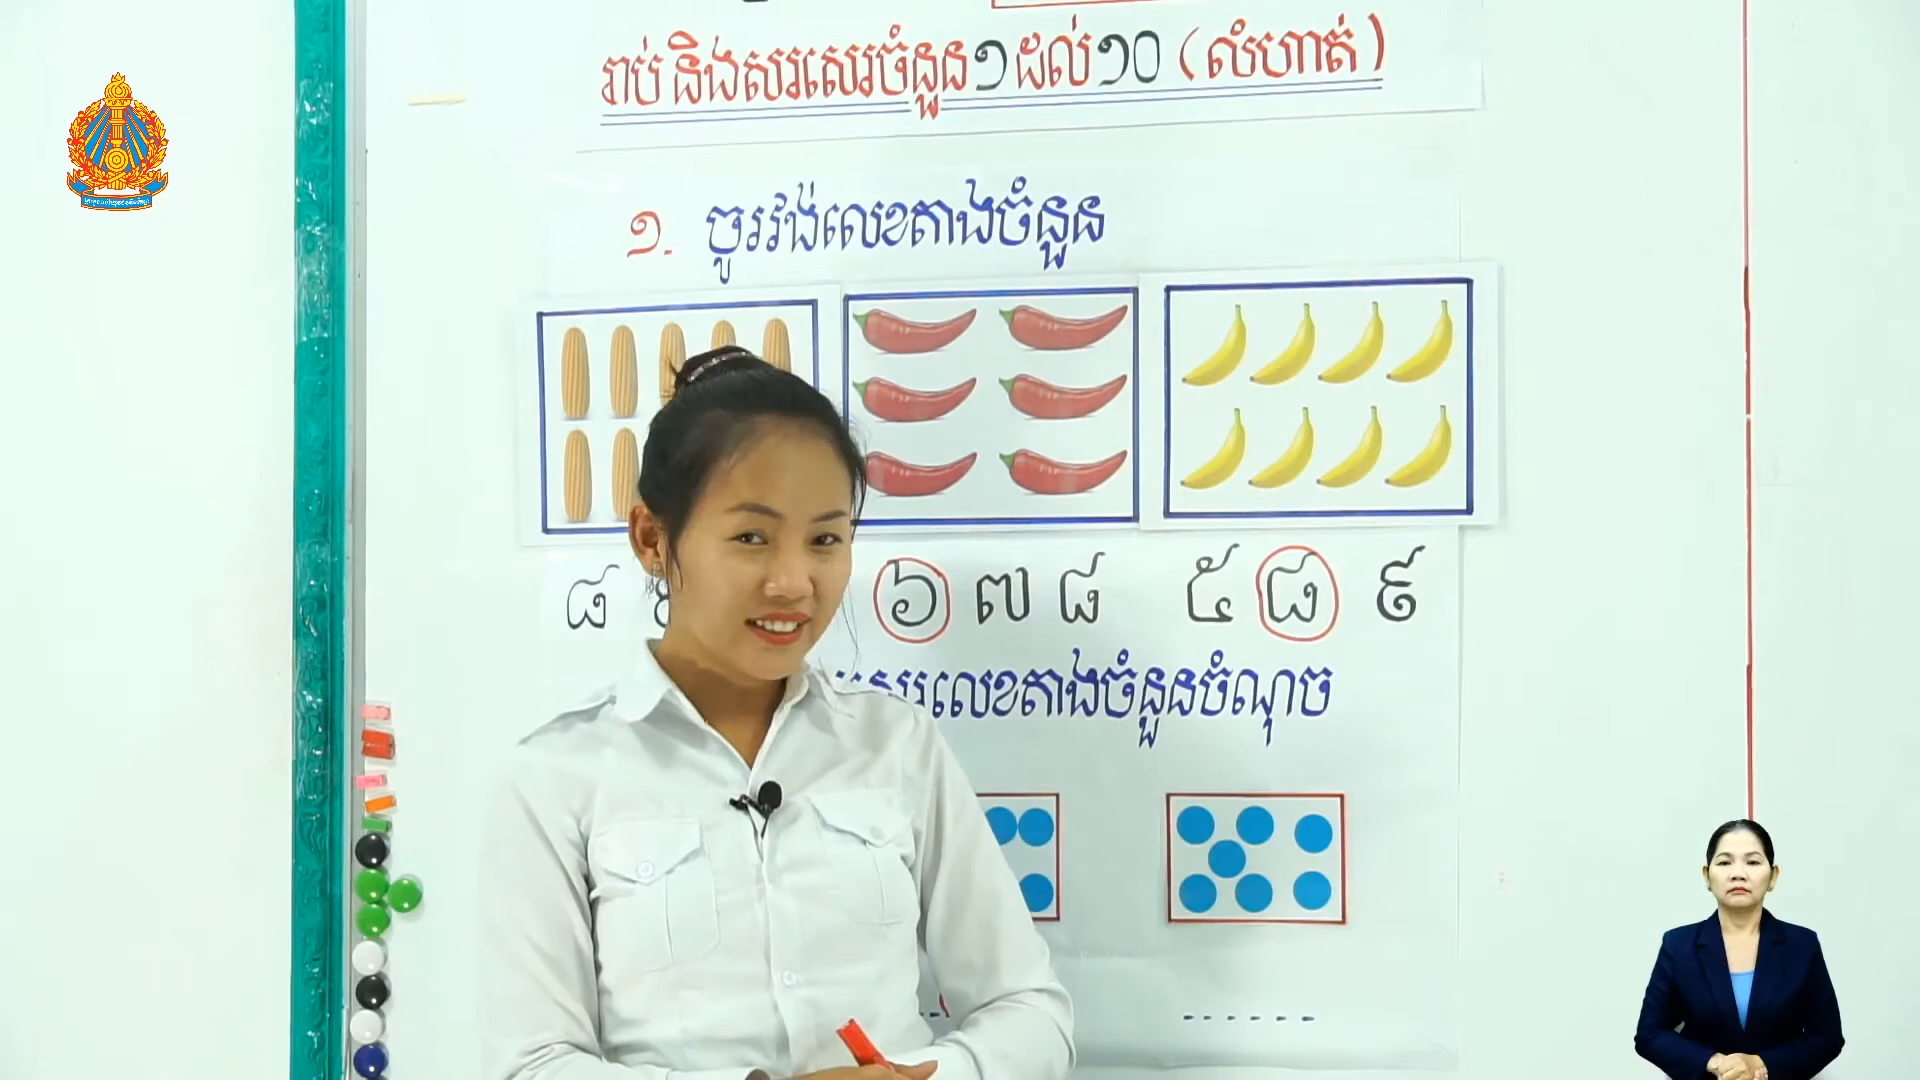 រាប់ និងសរសេរចំនួន១ដល់១០ (លំហាត់)
១. ចូរវង់លេខតាងចំនួន
៨ ៦ ៧ ៨ ៥ ៨ ៩
លេខតាងចំនួនចំណុច